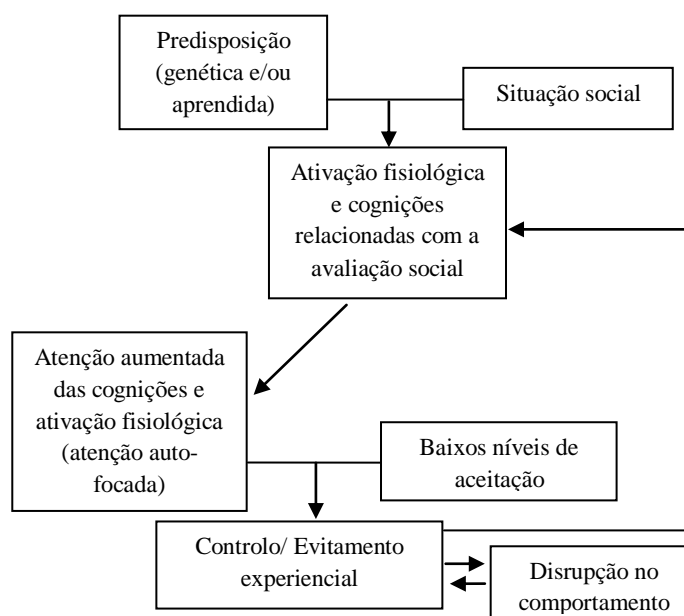 Predisposição
(genética e/ou
aprendida)
Situação social
Ativação fisiológica
e cognições
relacionadas com a
avaliação social
Atenção aumentada
das cognições e
ativação fisiológica
(atenção auto-
focada)
Baixos níveis de
aceitação
Controlo/ Evitamento
experiencial
Disrupção no
comportamento